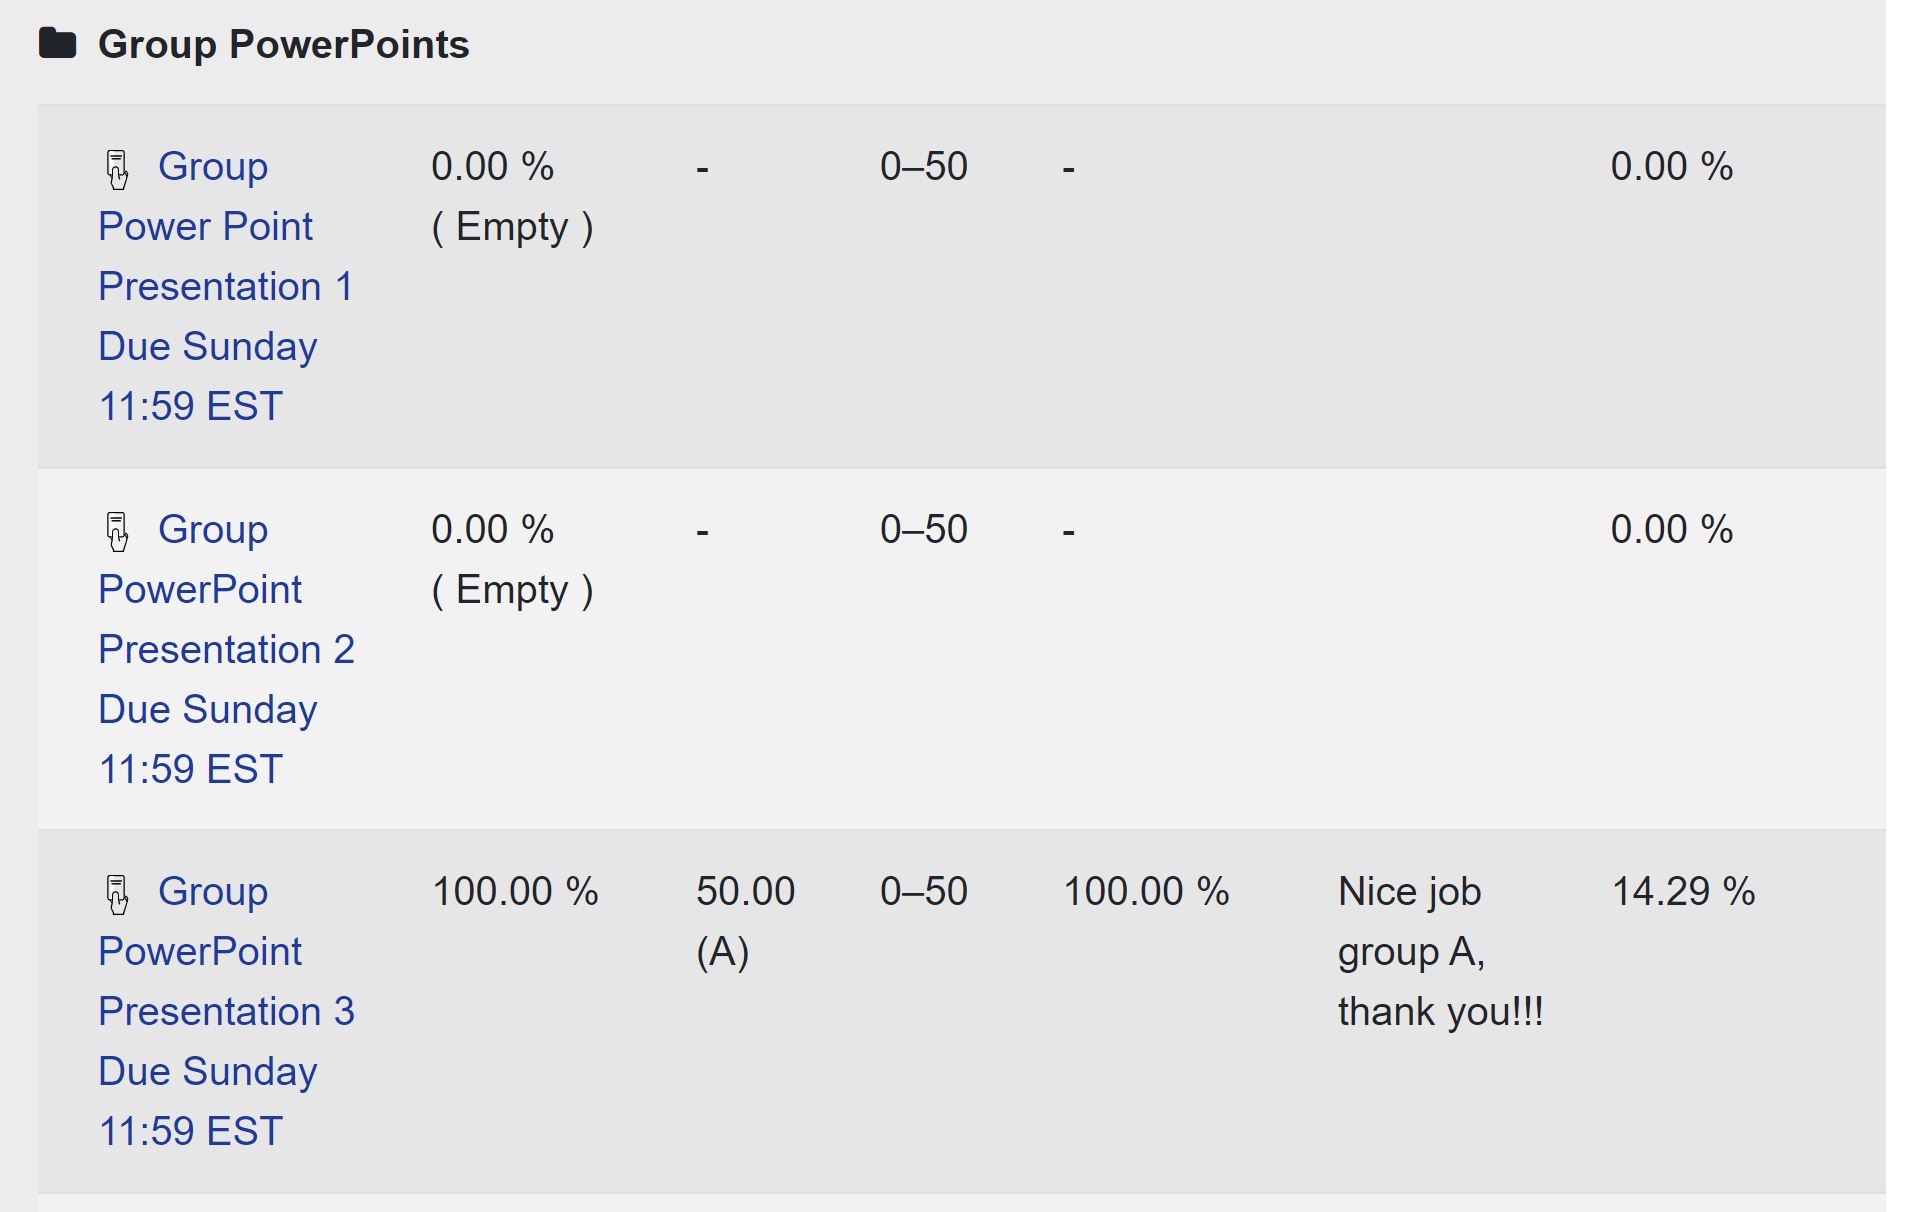 Group PowerPoints
Group 0.00 % - 0–50 - 0.00 %
Power Point ( Empty )
Presentation 1
Due Sunday
11:59 EST
Group 0.00 % - 0–50 - 0.00 %
PowerPoint ( Empty )
Presentation 2
Due Sunday
11:59 EST
Group 100.00 % 50.00 0–50 100.00 % Nice job 14.29 %
PowerPoint (A) group A,
Presentation 3 thank you!!!
Due Sunday
11:59 EST